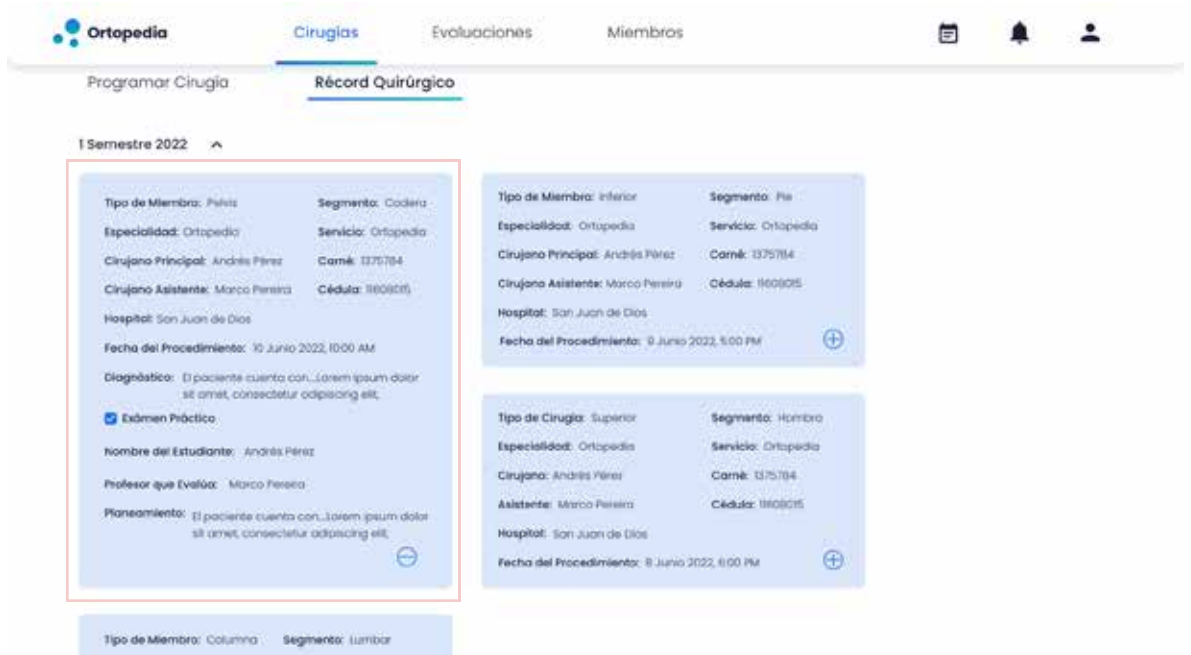 Ortopedia
Cirugías
Evaluaciones
Miembros
Programar Cirugía
Récord Quirúrgico
1 Semestre 2022
Tipo de Miembro: Pelvis Segmento: Cadera
Especialidad: Ortopedia Servicio: Ortopedia
Cirujano Principal: Andrés Pérez Carné: 1375784
Cirujano Asistente: Marco Pereira Cédula: 11608015
Hospital: San Juan de Dios
Fecha del Procedimiento: 10 Junio 2022, 10:00 AM
Diagnóstico: El paciente cuenta con...Lorem ipsum dolor
sit amet, consectetur adipiscing elit,
Exámen Práctico
Nombre del Estudiante: Andrés Pérez
Profesor que Evalúa: Marco Pereira
Planeamiento: El paciente cuenta con...Lorem ipsum dolor
sit amet, consectetur adipiscing elit,
Tipo de Miembro: Columna Segmento: Lumbar
Tipo de Miembro: Inferior Segmento: Pie
Especialidad: Ortopedia Servicio: Ortopedia
Cirujano Principal: Andrés Pérez Carné: 1375784
Cirujano Asistente: Marco Pereira Cédula: 11608015
Hospital: San Juan de Dios
Fecha del Procedimiento: 9 Junio 2022, 5:00 PM
Tipo de Cirugía: Superior Segmento: Hombro
Especialidad: Ortopedia Servicio: Ortopedia
Cirujano: Andrés Pérez Carné: 1375784
Asistente: Marco Pereira Cédula: 11608015
Hospital: San Juan de Dios
Fecha del Procedimiento: 8 Junio 2022, 6:00 PM